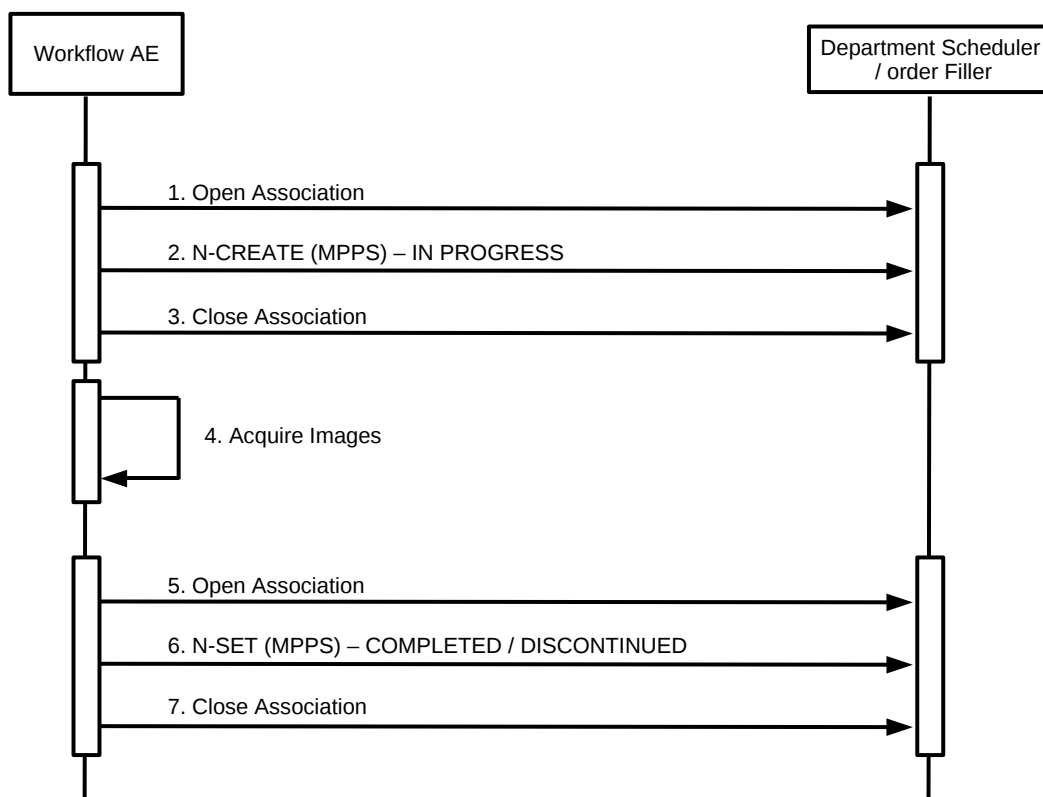 Workflow AE
Department Scheduler
/ order Filler
1. Open Association
2. N-CREATE (MPPS) – IN PROGRESS
3. Close Association
4. Acquire Images
5. Open Association
6. N-SET (MPPS) – COMPLETED / DISCONTINUED
7. Close Association